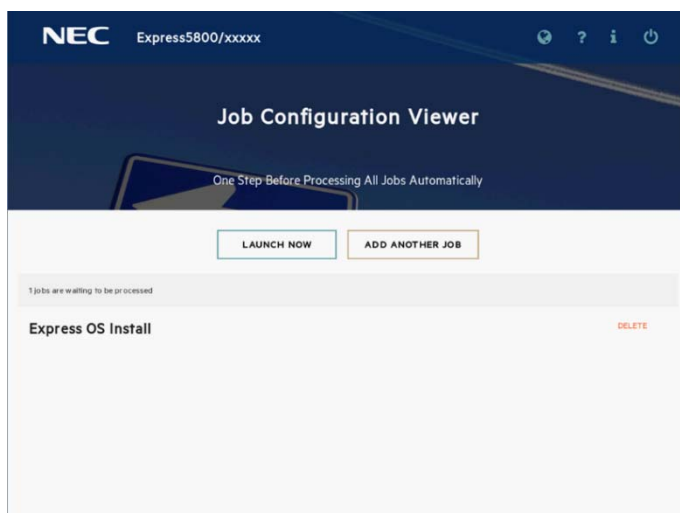 NEC Express5800/xxxxx ?
Job Configuration Viewer
One Step Before Processing All Jobs Automatically
LAUNCH NOW ADD ANOTHER JOB
1 jobs are waiting to be processed
Express OS Install DELETE